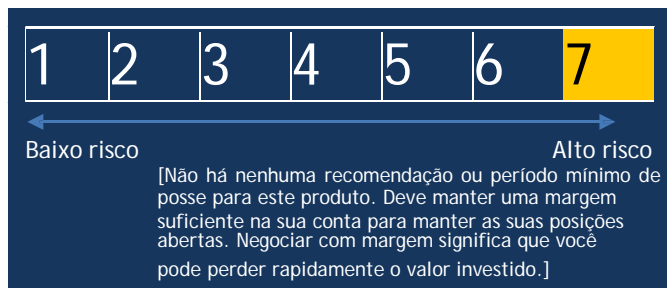 1 2 3 4 5 6 7
Baixo risco Alto risco
[Não há nenhuma recomendação ou período mínimo de
posse para este produto. Deve manter uma margem
suficiente na sua conta para manter as suas posições
abertas. Negociar com margem significa que você
pode perder rapidamente o valor investido.]